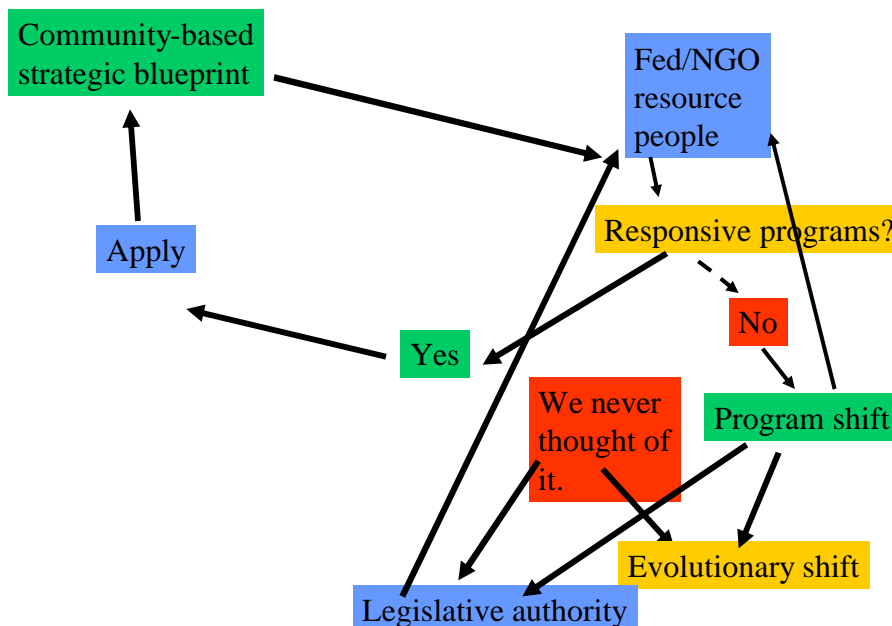 Community-based
strategic blueprint
Fed/NGO
resource
people
Responsive programs?
Apply
No
Yes
We never
thought of
it.
Program shift
Evolutionary shift
Legislative authority